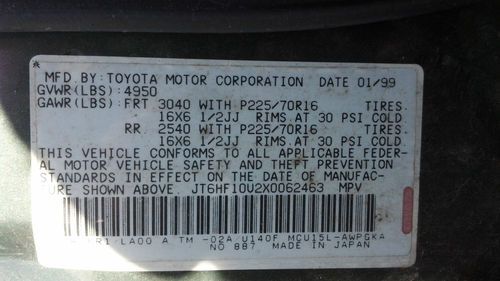 MFD. BY: TOYOTA MOTOR CORPORATION DATE 01/99
GVWR(LBS): 4950
GAWR(LBS): FRT 3040 WITH P225/70R16 TIRES.
16X6 1/2JJ RIMS AT 30 PSI COLD
RR 2540 WITH P225/70R16 TIRES.
16X6 1/2JJ RIMS AT 30 PSI COLD
THIS VEHICLE CONFORMS TO ALL APPLICABLE FEDER-
AL MOTOR VEHICLE SAFETY AND THEFT PREVENTION
STANDARDS IN EFFECT ON THE DATE OF MANUFAC-
TURE SHOWN ABOVE. JT6HF10U2X0062463 MPV
LA00 A TM -02A U140F MCU15L-AWPGKA
NO 887 MADE IN JAPAN